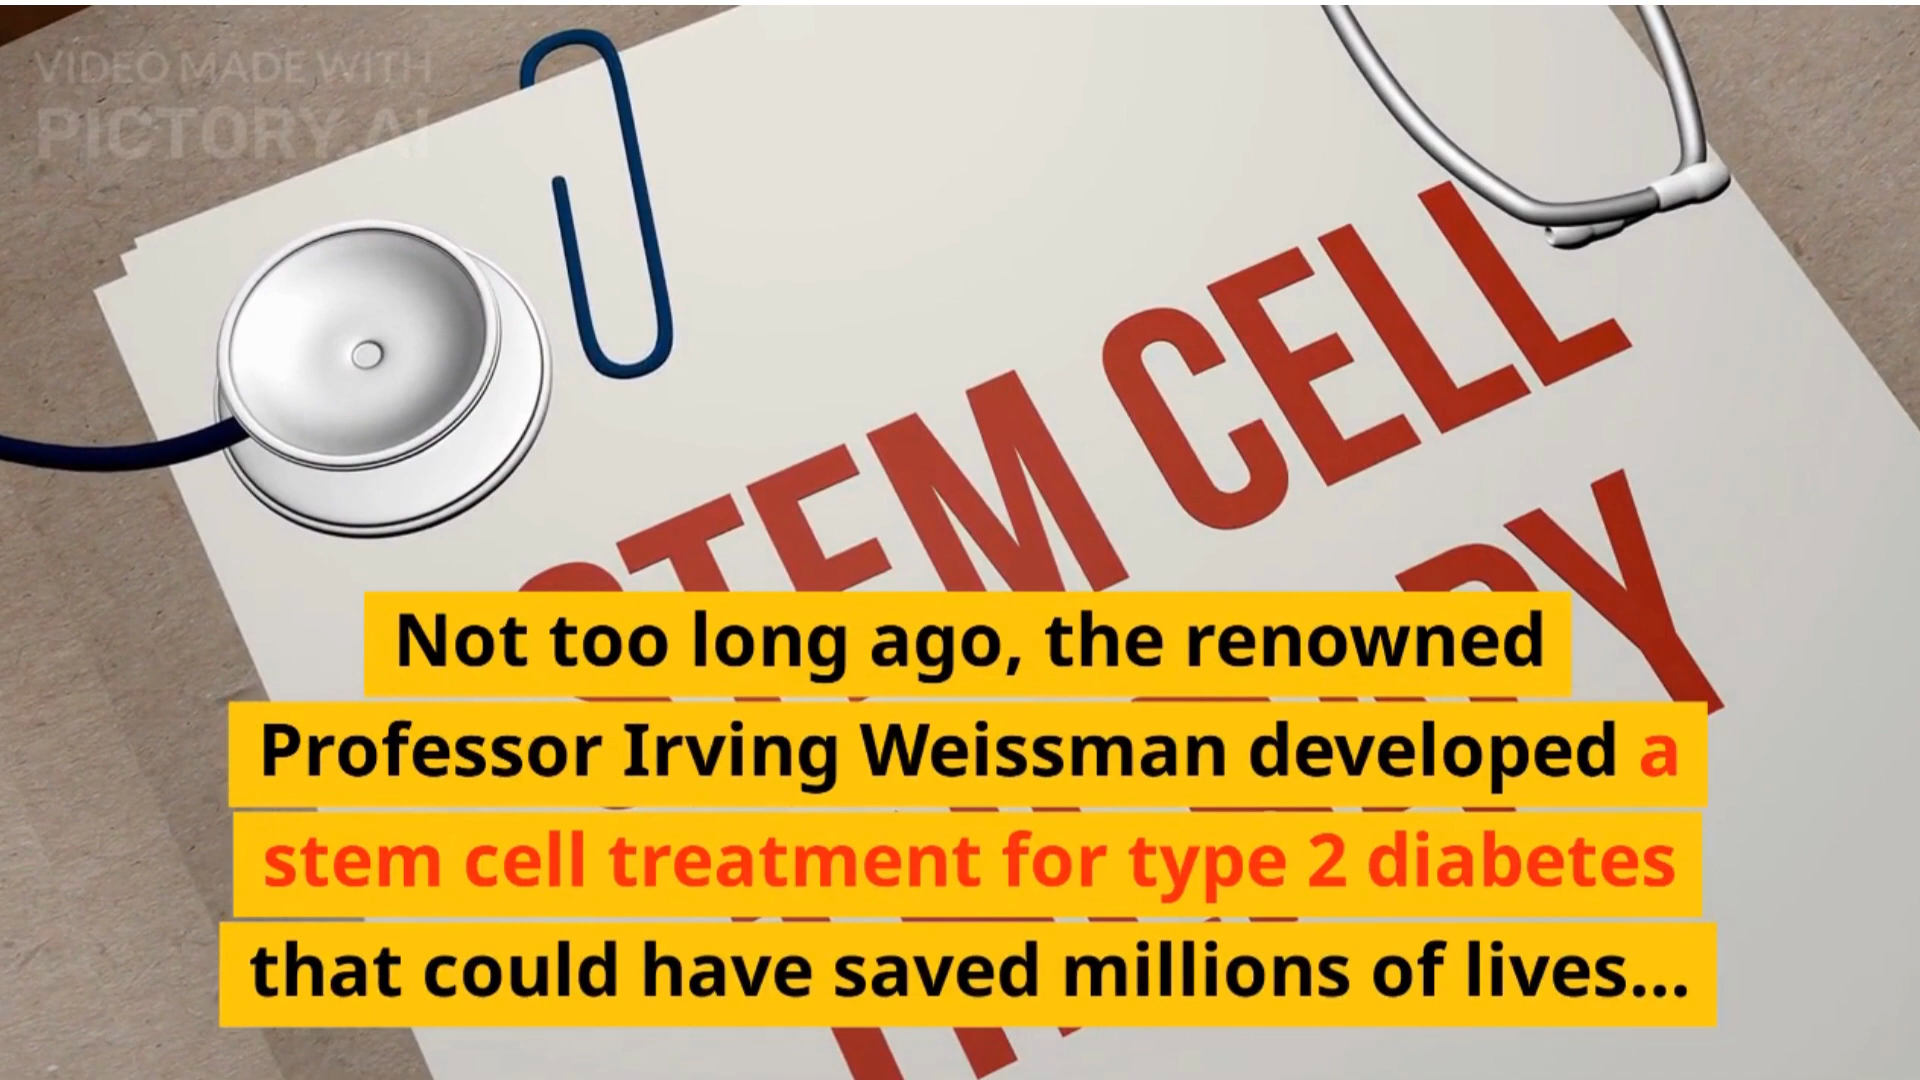 VIDEO MADE WITH
PICTORY.AI
STEM CELL
Not too long ago, the renowned
Professor Irving Weissman developed a
stem cell treatment for type 2 diabetes
that could have saved millions of lives...